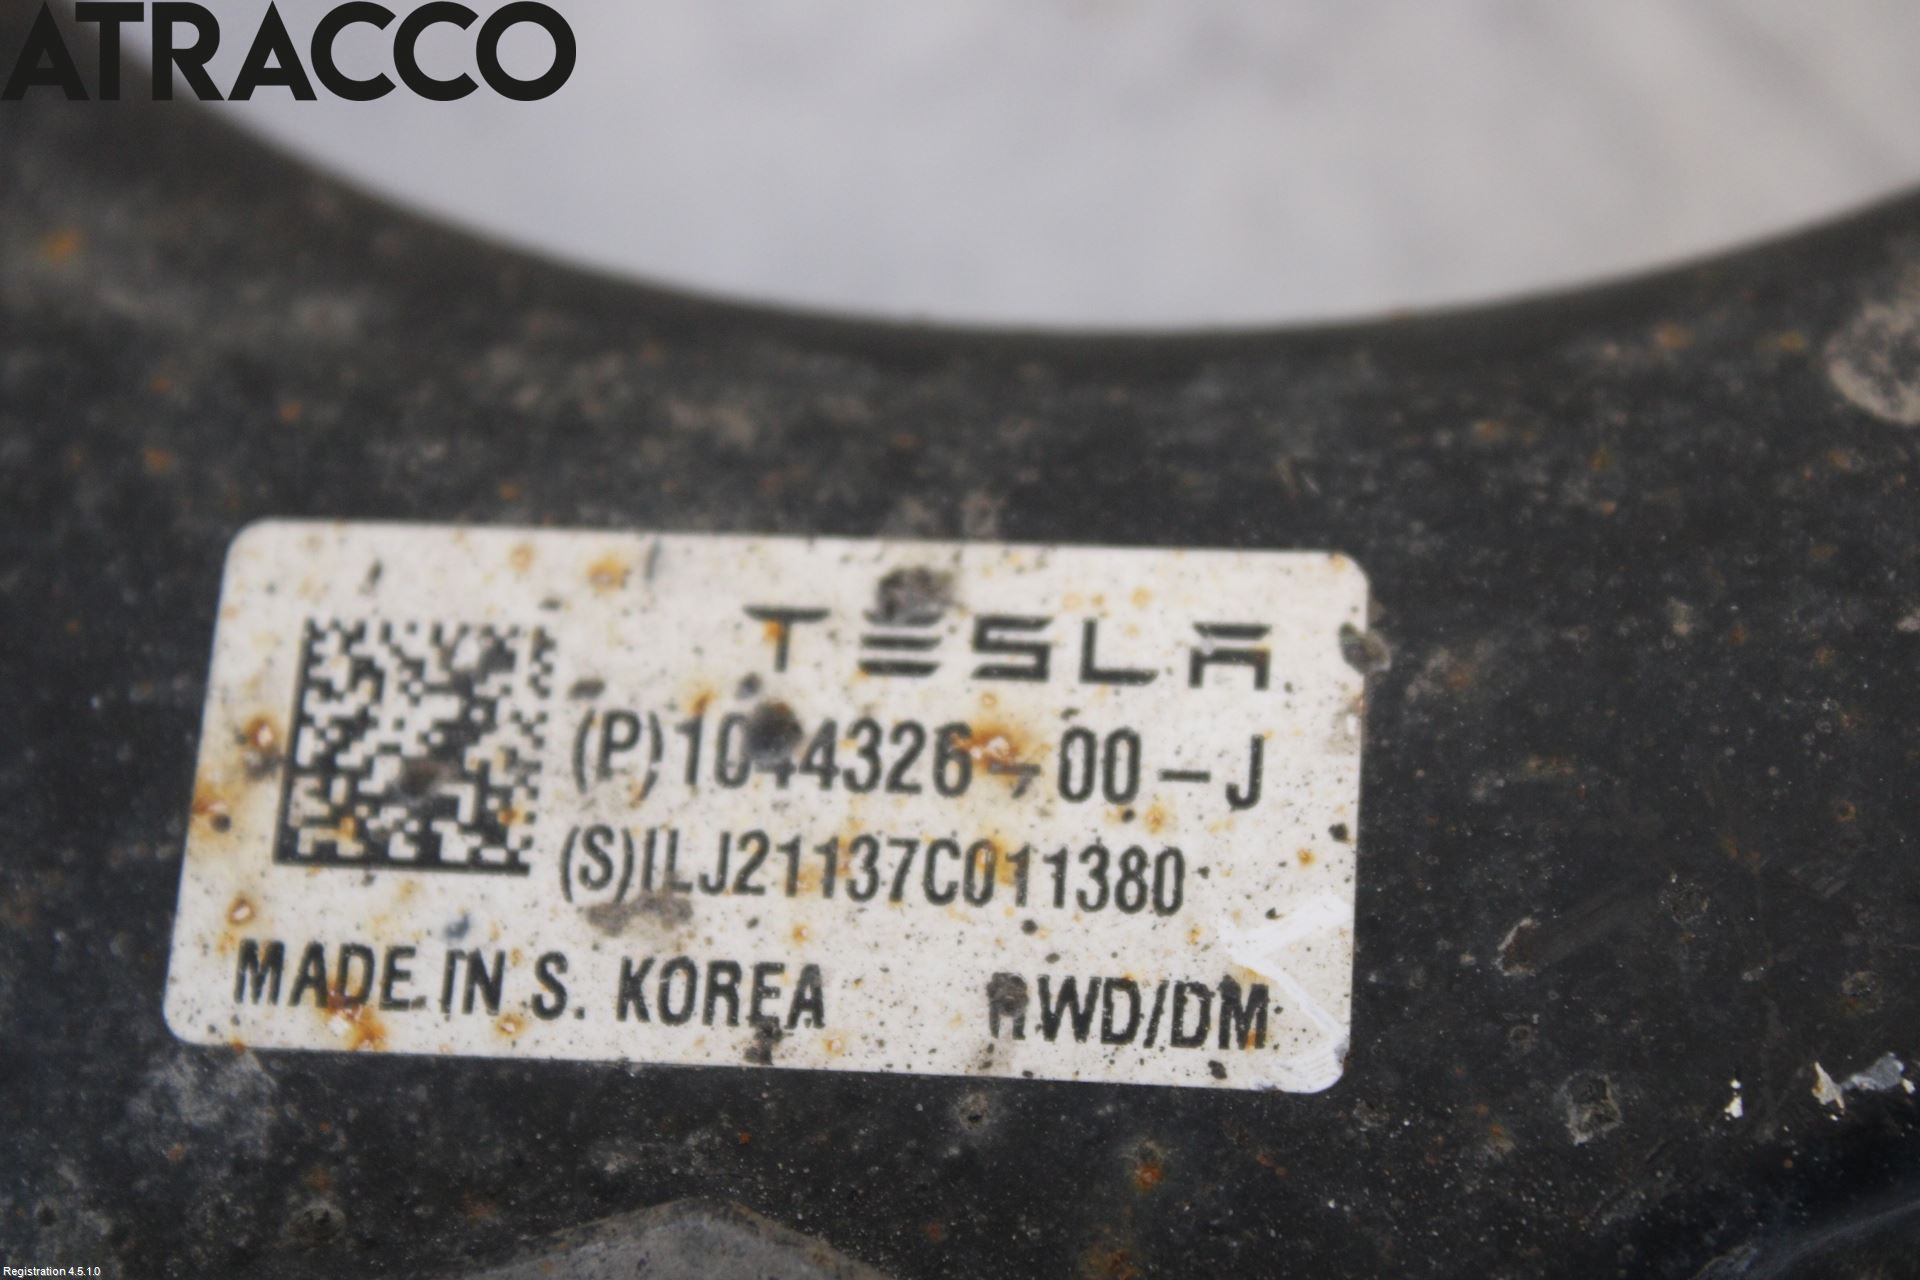 ATRACCO
TESLA
(P)1044326-00-J
(S)ILJ21137C011380
MADE IN S. KOREA RWD/DM
Registration 4.5.1.0